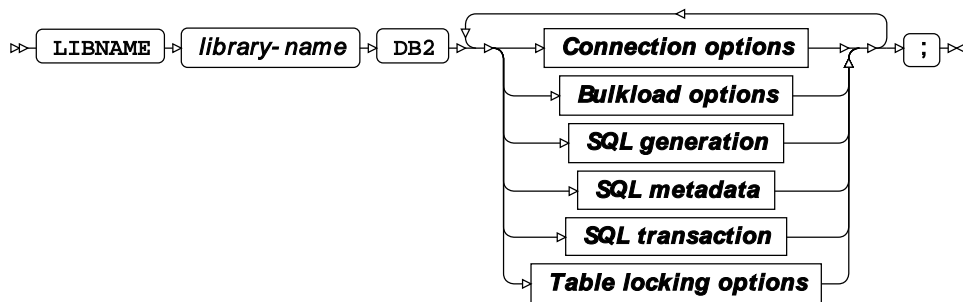 LIBNAME library-name DB2 Connection options ;
Bulkload options
SQL generation
SQL metadata
SQL transaction
Table locking options